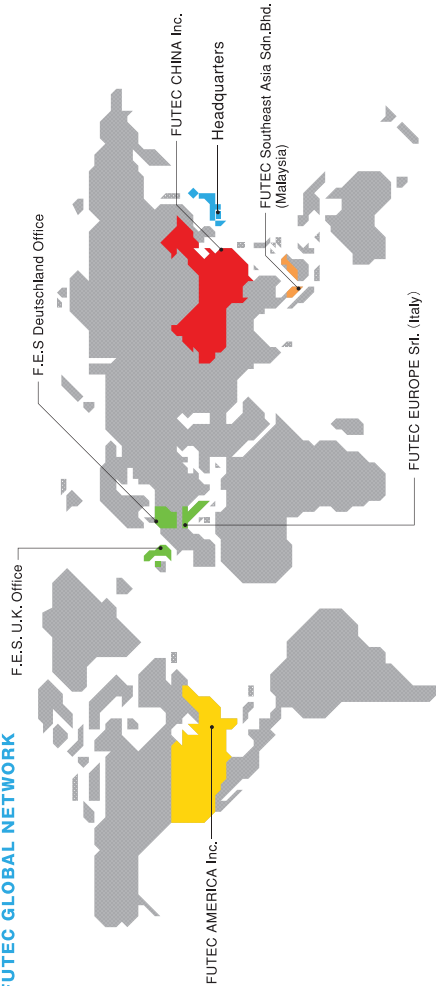 FUTEC GLOBAL NETWORK
F.E.S. U.K. Office
F.E.S Deutschland Office
FUTEC CHINA Inc.
Headquarters
FUTEC Southeast Asia Sdn.Bhd.
(Malaysia)
FUTEC AMERICA Inc.
FUTEC EUROPE Srl. (Italy)